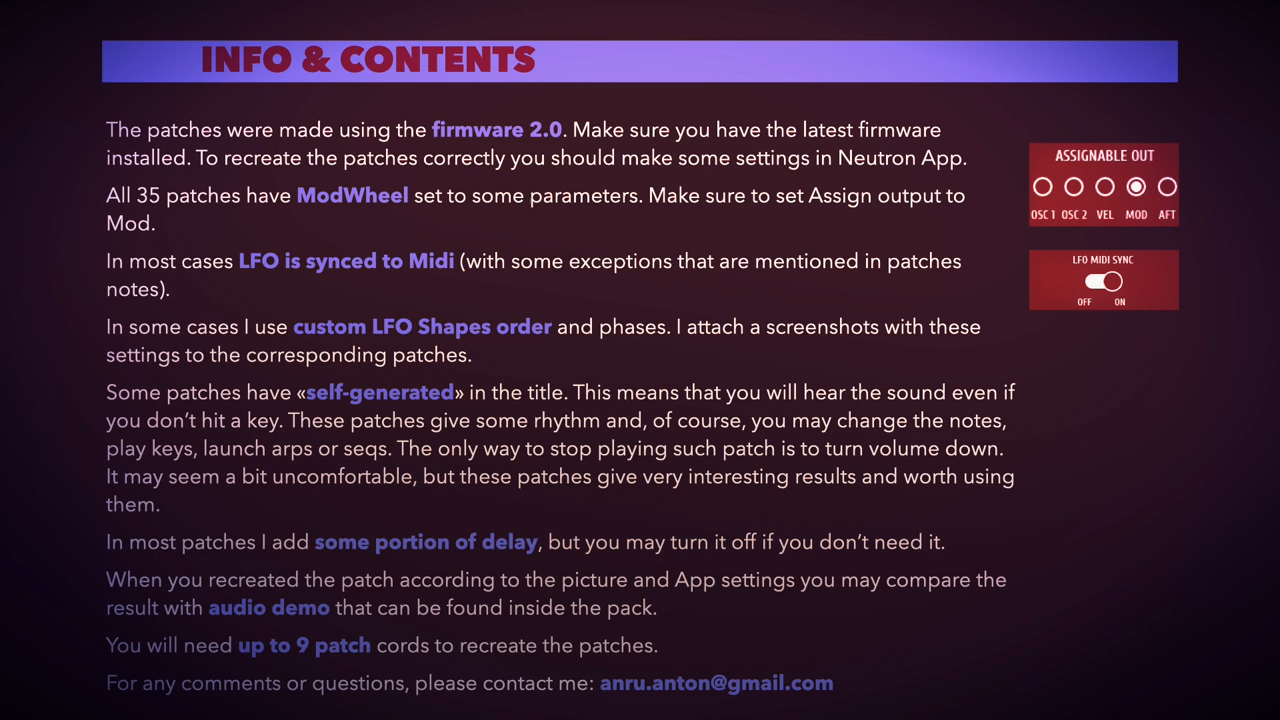 INFO & CONTENTS
The patches were made using the firmware 2.0. Make sure you have the latest firmware
installed. To recreate the patches correctly you should make some settings in Neutron App.
All 35 patches have ModWheel set to some parameters. Make sure to set Assign output to
Mod.
In most cases LFO is synced to Midi (with some exceptions that are mentioned in patches
notes).
In some cases I use custom LFO Shapes order and phases. I attach a screenshots with these
settings to the corresponding patches.
Some patches have «self-generated» in the title. This means that you will hear the sound even if
you don't hit a key. These patches give some rhythm and, of course, you may change the notes,
play keys, launch arps or seqs. The only way to stop playing such patch is to turn volume down.
It may seem a bit uncomfortable, but these patches give very interesting results and worth using
them.
In most patches I add some portion of delay, but you may turn it off if you don't need it.
When you recreated the patch according to the picture and App settings you may compare the
result with audio demo that can be found inside the pack.
You will need up to 9 patch cords to recreate the patches.
For any comments or questions, please contact me: anru.anton@gmail.com
ASSIGNABLE OUT
OSC 1 OSC 2 VEL MOD AFT
LFO MIDI SYNC
OFF ON